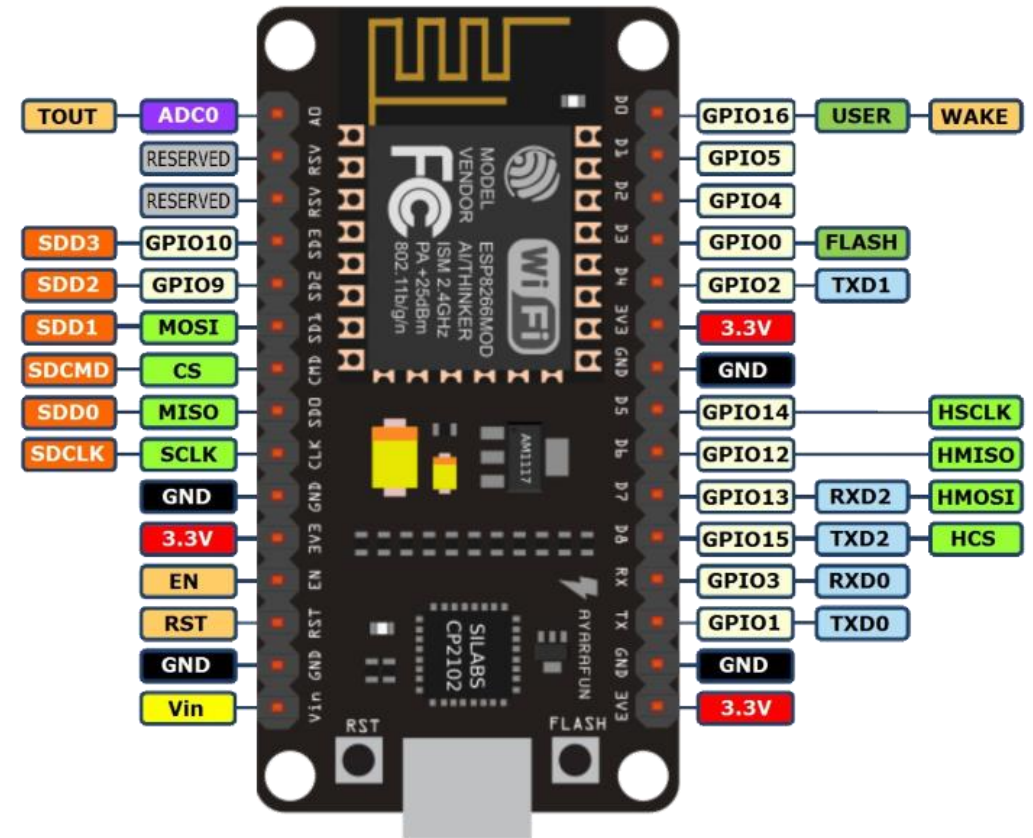 TOUT ADC0
RESERVED
RESERVED
SDD3 GPIO10
SDD2 GPIO9
SDD1 MOSI
SDCMD CS
SDD0 MISO
SDCLK SCLK
GND
3.3V
EN
RST
GND
Vin
A0
RSV
RSV
SD3
SD2
SD1
CMD
SD0
CLK
GND
3V3
EN
RST
GND
Vin
MODEL
VENDOR
FC
ESP8266MOD
AI/THINKER
ISM 2.4GHz
PA +25dBm
802.11b/g/n
WiFi
AM1117
SILABS
CP2102
AYARAFUN
RST
FLASH
D0
D1
D2
D3
D4
3V3
GND
D5
D6
D7
D8
RX
TX
GND
3V3
GPIO16 USER WAKE
GPIO5
GPIO4
GPIO0 FLASH
GPIO2 TXD1
3.3V
GND
GPIO14 HSCLK
GPIO12 HMISO
GPIO13 RXD2 HMOSI
GPIO15 TXD2 HCS
GPIO3 RXD0
GPIO1 TXD0
GND
3.3V